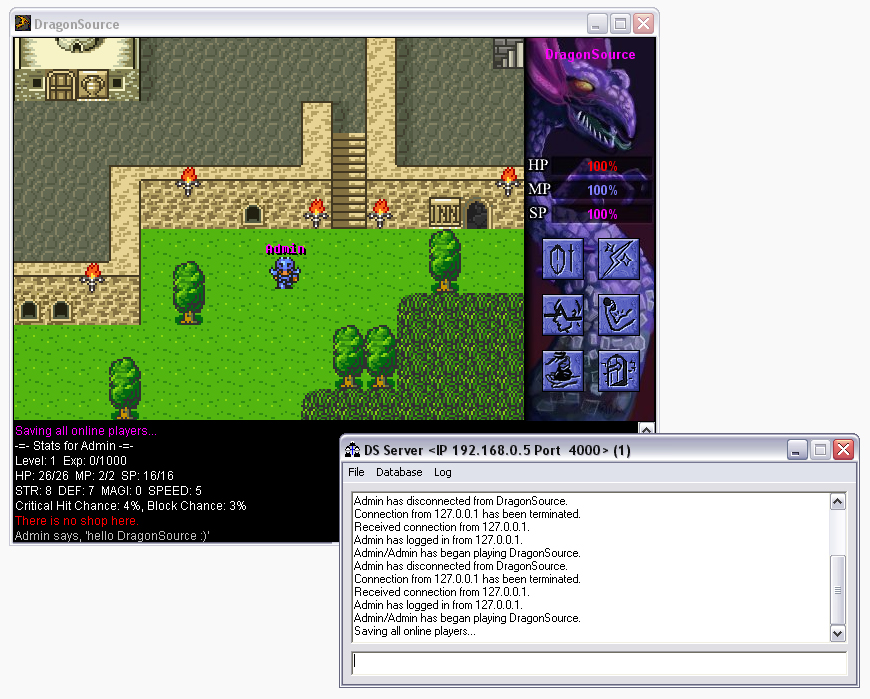 DragonSource
DragonSource
HP 100%
MP 100%
SP 100%
INN
Admin
Saving all online players...
-=- Stats for Admin -=-
Level: 1 Exp: 0/1000
HP: 26/26 MP: 2/2 SP: 16/16
STR: 8 DEF: 7 MAGI: 0 SPEED: 5
Critical Hit Chance: 4%, Block Chance: 3%
There is no shop here.
Admin says, 'hello DragonSource :)'
DS Server <IP 192.168.0.5 Port 4000> (1)
File Database Log
Admin has disconnected from DragonSource.
Connection from 127.0.0.1 has been terminated.
Received connection from 127.0.0.1.
Admin has logged in from 127.0.0.1.
Admin/Admin has began playing DragonSource.
Admin has disconnected from DragonSource.
Connection from 127.0.0.1 has been terminated.
Received connection from 127.0.0.1.
Admin has logged in from 127.0.0.1.
Admin/Admin has began playing DragonSource.
Saving all online players...